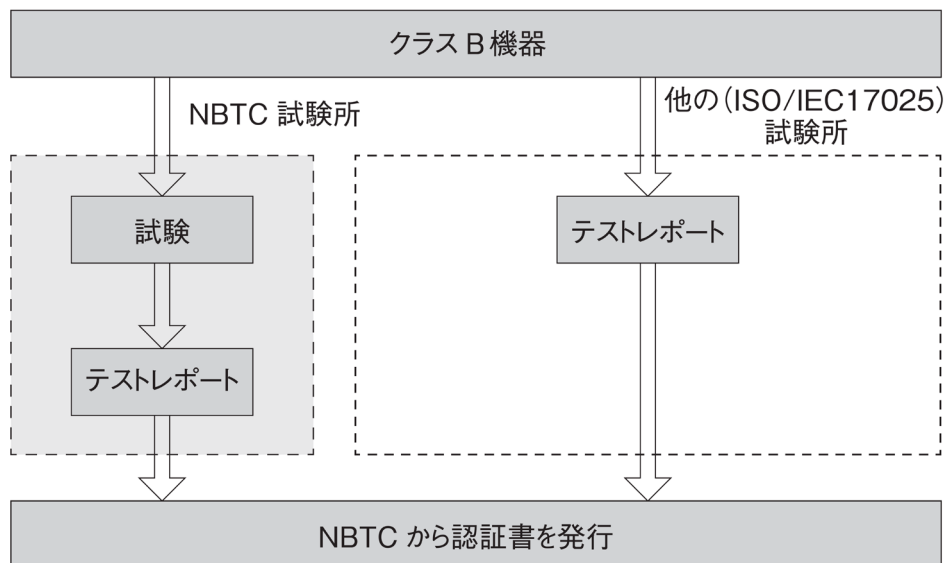 クラス B 機器
NBTC 試験所
他の（ISO/IEC17025）
試験所
試験
テストレポート
テストレポート
NBTC から認証書を発行